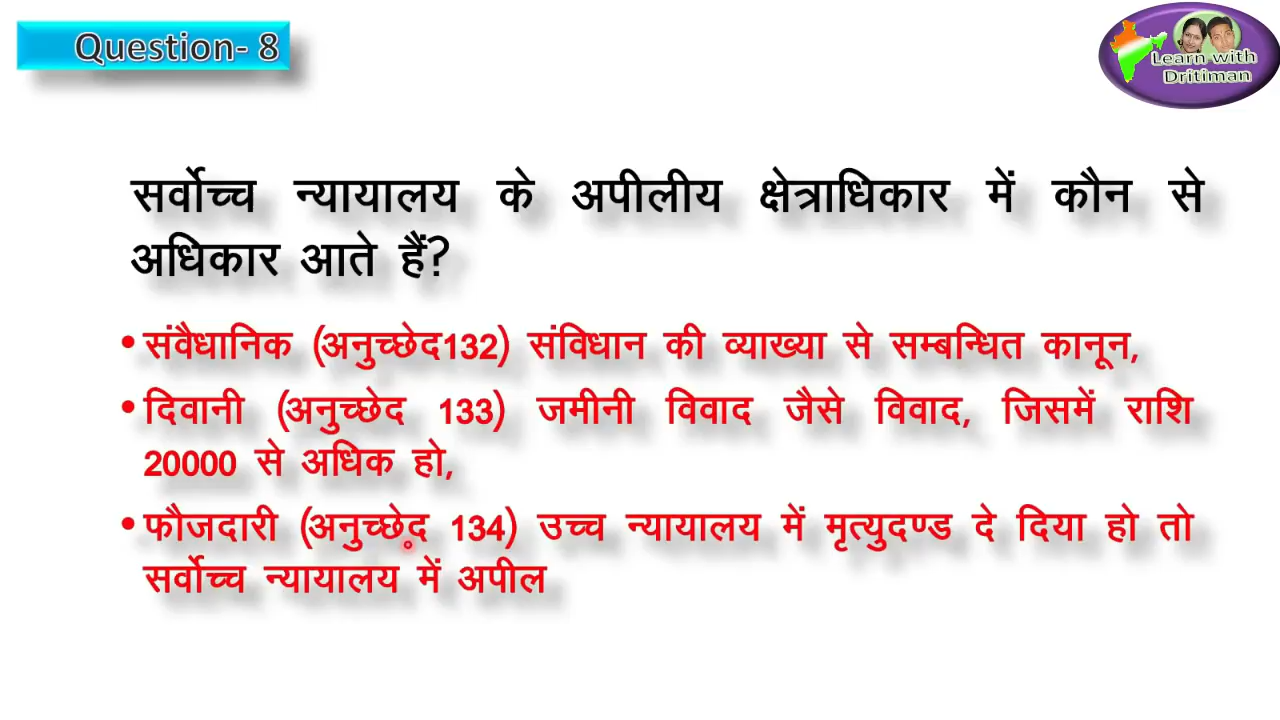 Question- 8
Learn with
Dritiman
सर्वोच्च न्यायालय के अपीलीय क्षेत्राधिकार में कौन से
अधिकार आते हैं?
• संवैधानिक (अनुच्छेद132) संविधान की व्याख्या से सम्बन्धित कानून,
• दिवानी (अनुच्छेद 133) जमीनी विवाद जैसे विवाद, जिसमें राशि
20000 से अधिक हो,
• फौजदारी (अनुच्छेद 134) उच्च न्यायालय में मृत्युदण्ड दे दिया हो तो
सर्वोच्च न्यायालय में अपील